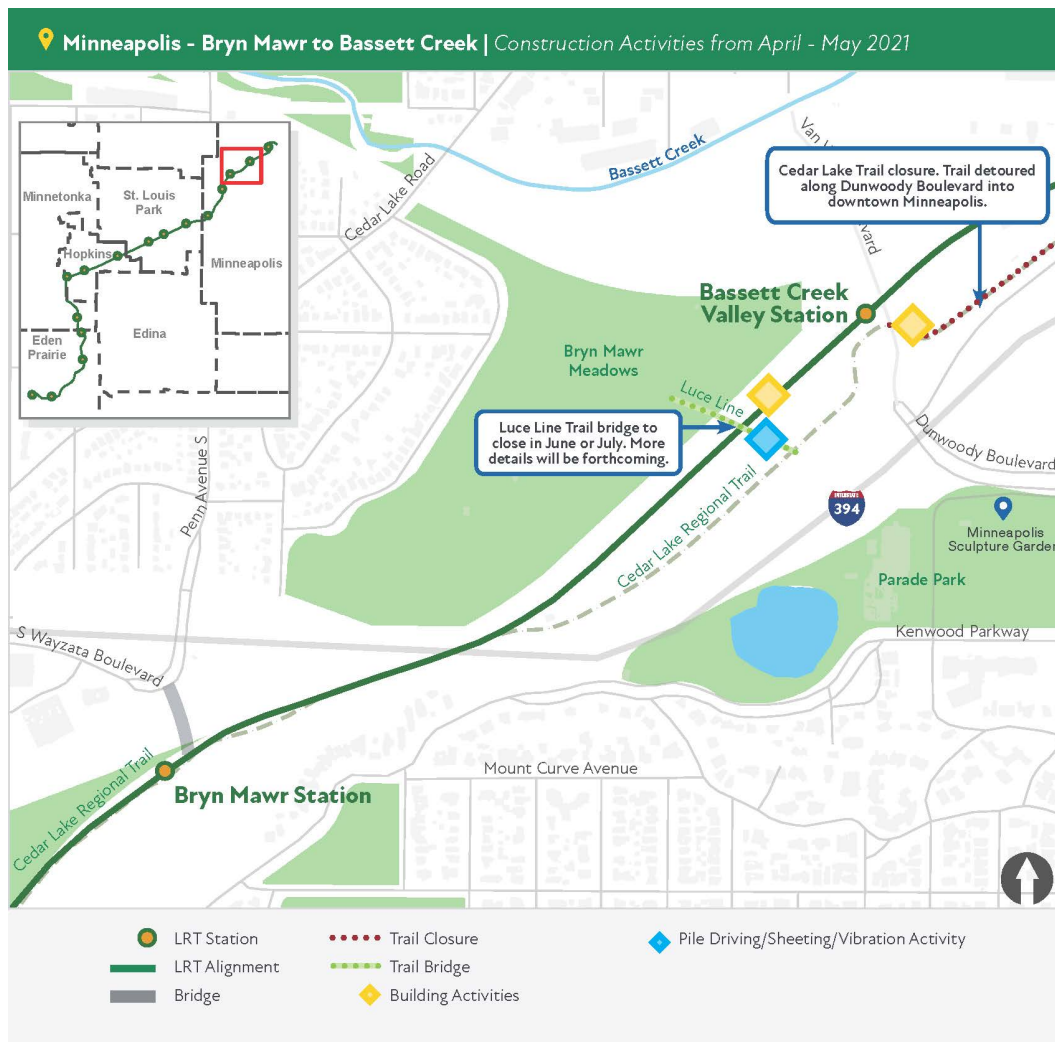 Minneapolis - Bryn Mawr to Bassett Creek | Construction Activities from April - May 2021
Minnetonka
St. Louis
Park
Hopkins
Minneapolis
Edina
Eden
Prairie
Cedar Lake Road
Bassett Creek
Van
vard
Cedar Lake Trail closure. Trail detoured
along Dunwoody Boulevard into
downtown Minneapolis.
Bassett Creek
Valley Station
Bryn Mawr
Meadows
Luce Line
Luce Line Trail bridge to
close in June or July. More
details will be forthcoming.
Dunwoody Boulevard
Penn Avenue S
Cedar Lake Regional Trail
INTERSTATE
394
Minneapolis
Sculpture Garden
Parade Park
Kenwood Parkway
S Wayzata Boulevard
Cedar Lake Regional Trail
Bryn Mawr Station
Mount Curve Avenue
LRT Station
LRT Alignment
Bridge
Trail Closure
Trail Bridge
Building Activities
Pile Driving/Sheeting/Vibration Activity